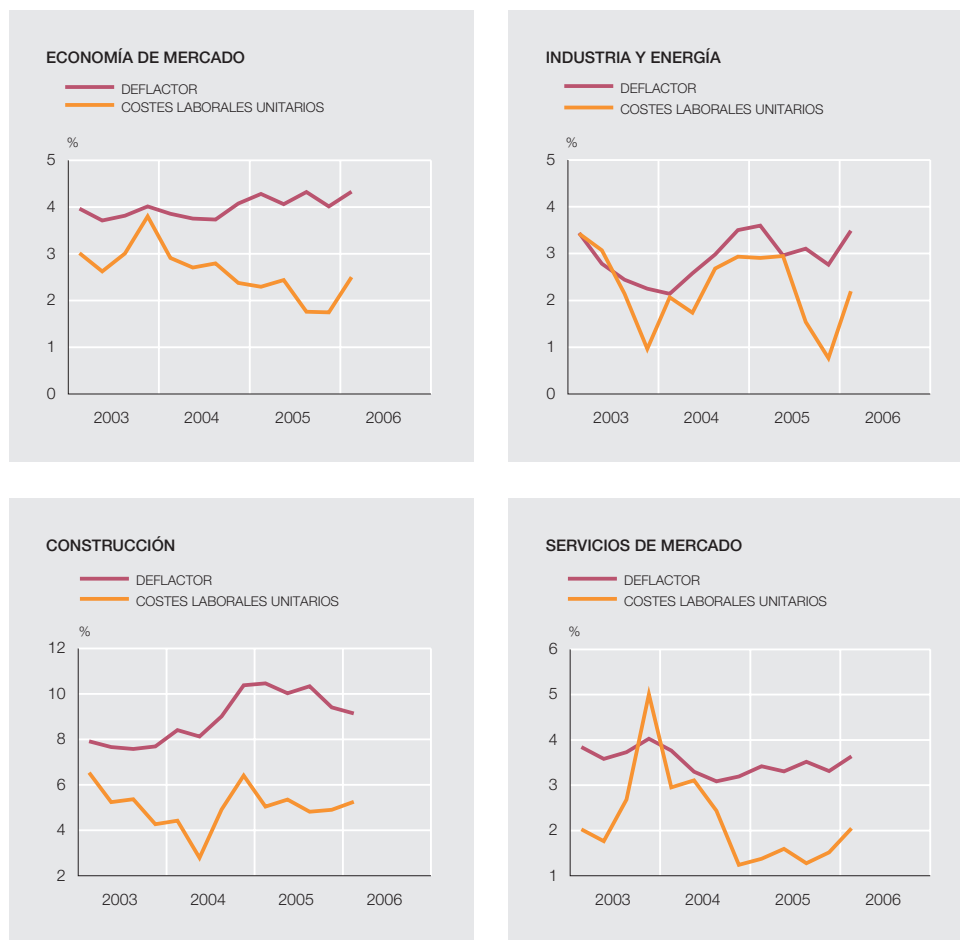 ECONOMÍA DE MERCADO
DEFLACTOR
COSTES LABORALES UNITARIOS
%
5
4
3
2
1
0
2003 2004 2005 2006
INDUSTRIA Y ENERGÍA
DEFLACTOR
COSTES LABORALES UNITARIOS
%
5
4
3
2
1
0
2003 2004 2005 2006
CONSTRUCCIÓN
DEFLACTOR
COSTES LABORALES UNITARIOS
%
12
10
8
6
4
2
2003 2004 2005 2006
SERVICIOS DE MERCADO
DEFLACTOR
COSTES LABORALES UNITARIOS
%
6
5
4
3
2
1
2003 2004 2005 2006